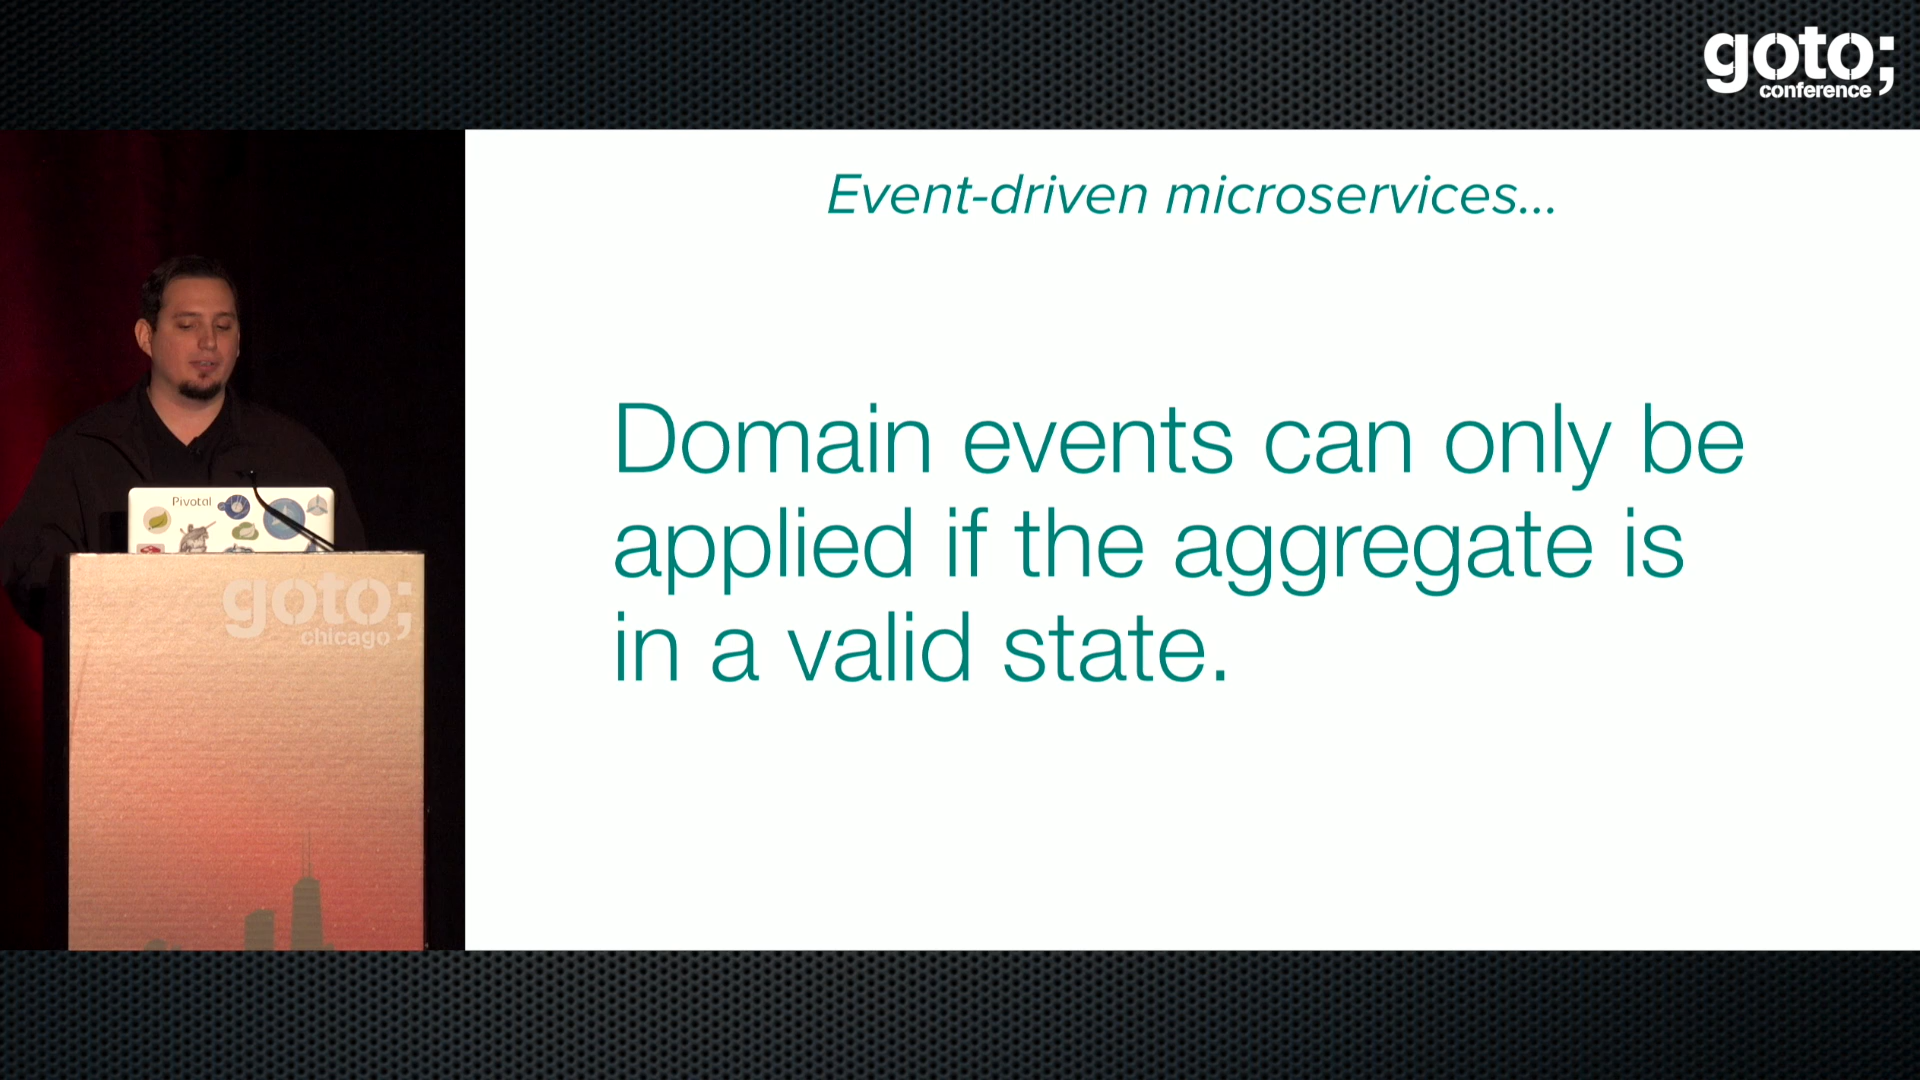 goto;
conference
Event-driven microservices...
Domain events can only be
applied if the aggregate is
in a valid state.
Pivotal
goto;
chicago